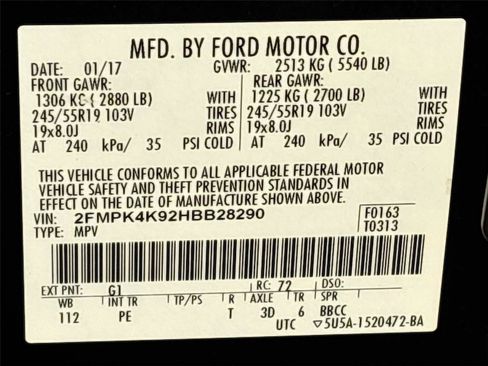 MFD. BY FORD MOTOR CO.
DATE: 01/17 GVWR: 2513 KG ( 5540 LB)
FRONT GAWR: REAR GAWR:
1306 KG ( 2880 LB) WITH 1225 KG ( 2700 LB) WITH
245/55R19 103V TIRES 245/55R19 103V TIRES
19x8.0J RIMS 19x8.0J RIMS
AT 240 kPa/ 35 PSI COLD AT 240 kPa/ 35 PSI COLD
THIS VEHICLE CONFORMS TO ALL APPLICABLE FEDERAL MOTOR
VEHICLE SAFETY AND THEFT PREVENTION STANDARDS IN
EFFECT ON THE DATE OF MANUFACTURE SHOWN ABOVE.
VIN: 2FMPK4K92HBB28290 F0163
TYPE: MPV T0313
EXT PNT: G1 RC: 72 DSO:
WB INT TR TP/PS R AXLE TR SPR
112 PE T 3D 6 BBCC
UTC ▽5U5A-1520472-BA